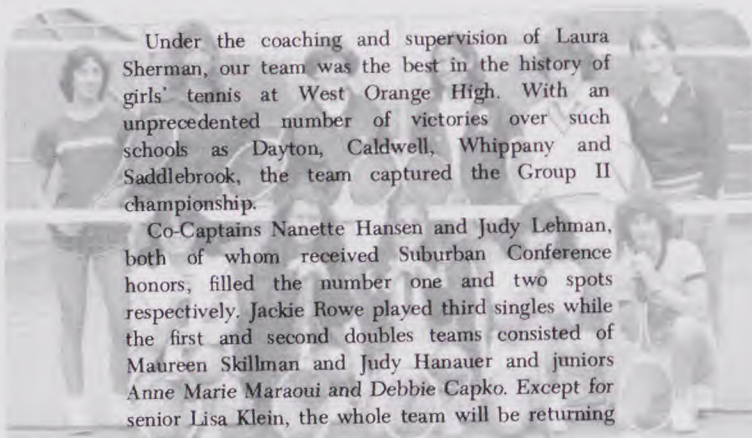 Under the coaching and supervision of Laura
Sherman, our team was the best in the history of
girls' tennis at West Orange High. With an
unprecedented number of victories over such
schools as Dayton, Caldwell, Whippany and
Saddlebrook, the team captured the Group II
championship.
Co-Captains Nanette Hansen and Judy Lehman,
both of whom received Suburban Conference
honors, filled the number one and two spots
respectively. Jackie Rowe played third singles while
the first and second doubles teams consisted of
Maureen Skillman and Judy Hanauer and juniors
Anne Marie Maraoui and Debbie Capko. Except for
senior Lisa Klein, the whole team will be returning